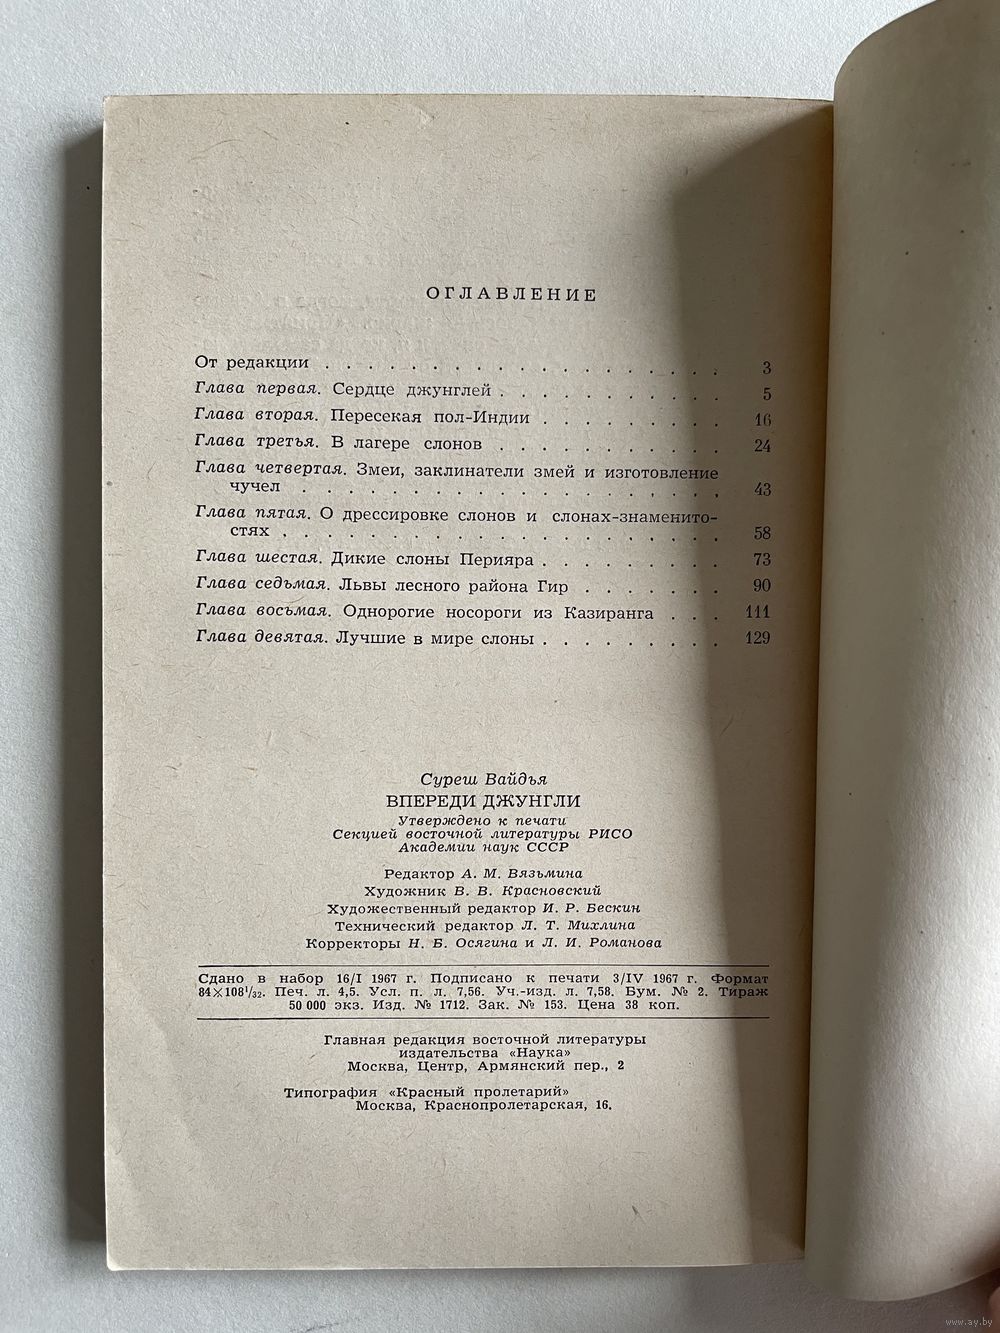 ОГЛАВЛЕНИЕ
От редакции . . . . . . . . . . . . . . . . . . 3
Глава первая. Сердце джунглей . . . . . . . . . . . 5
Глава вторая. Пересекая пол-Индии . . . . . . . . . 16
Глава третья. В лагере слонов . . . . . . . . . . . 24
Глава четвертая. Змеи, заклинатели змей и изготовление
чучел . . . . . . . . . . . . . . . . . . . . 43
Глава пятая. О дрессировке слонов и слонах-знаменито-
стях . . . . . . . . . . . . . . . . . . . . . 58
Глава шестая. Дикие слоны Перияра . . . . . . . . . 73
Глава седьмая. Львы лесного района Гир . . . . . . . 90
Глава восьмая. Однорогие носороги из Казиранга . . . 111
Глава девятая. Лучшие в мире слоны . . . . . . . . . 129
Суреш Вайдья
ВПЕРЕДИ ДЖУНГЛИ
Утверждено к печати
Секцией восточной литературы РИСО
Академии наук СССР
Редактор А. М. Вязьмина
Художник В. В. Красновский
Художественный редактор И. Р. Бескин
Технический редактор Л. Т. Михлина
Корректоры Н. Б. Осягина и Л. И. Романова
Сдано в набор 16/I 1967 г. Подписано к печати 3/IV 1967 г. Формат
84×108¹/₃₂. Печ. л. 4,5. Усл. п. л. 7,56. Уч.-изд. л. 7,58. Бум. № 2. Тираж
50 000 экз. Изд. № 1712. Зак. № 153. Цена 38 коп.
Главная редакция восточной литературы
издательства «Наука»
Москва, Центр, Армянский пер., 2
Типография «Красный пролетарий»
Москва, Краснопролетарская, 16.
www.ay.by